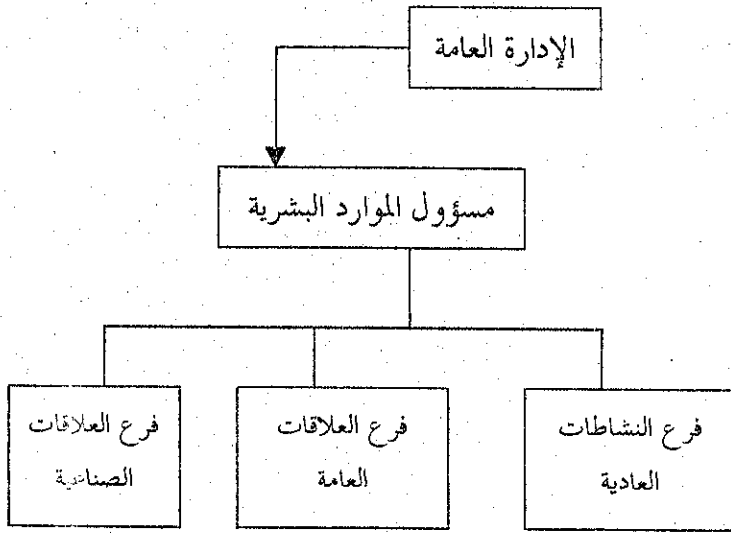 الإدارة العامة
مسؤول الموارد البشرية
فرع النشاطات
العادية
فرع العلاقات
العامة
فرع العلاقات
الصناعية